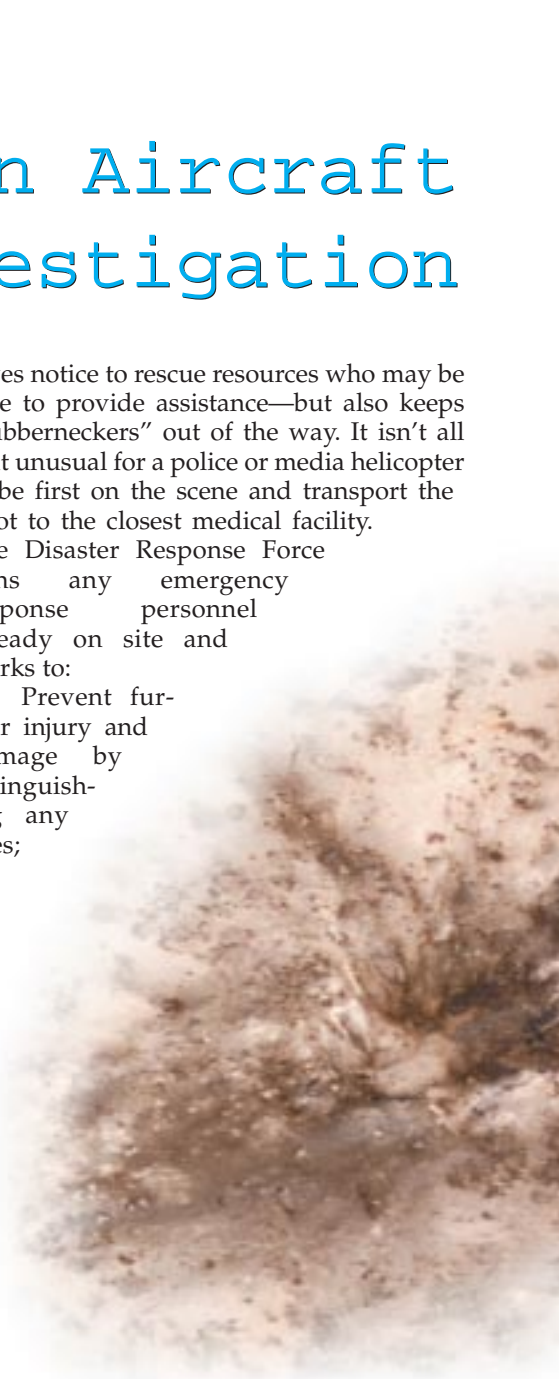 n Aircraft
estigation
es notice to rescue resources who may be
e to provide assistance—but also keeps
bberneckers” out of the way. It isn’t all
t unusual for a police or media helicopter
be first on the scene and transport the
ot to the closest medical facility.
e Disaster Response Force
ns any emergency
ponse personnel
eady on site and
rks to:
Prevent fur-
r injury and
mage by
inguish-
g any
es;